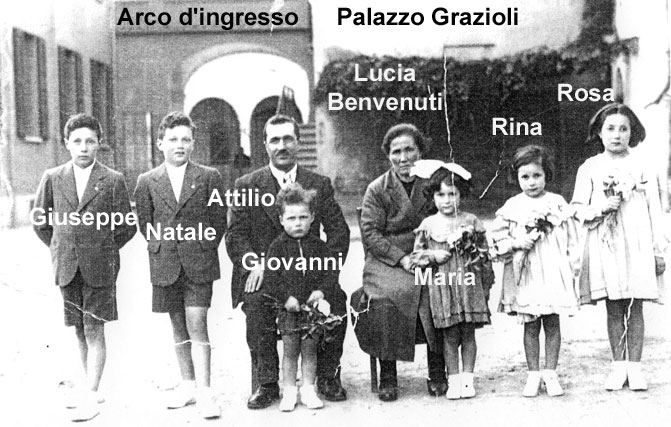 Arco d'ingresso
Palazzo Grazioli
Lucia
Benvenuti
Rosa
Rina
Attilio
Giuseppe
Natale
Giovanni
Maria